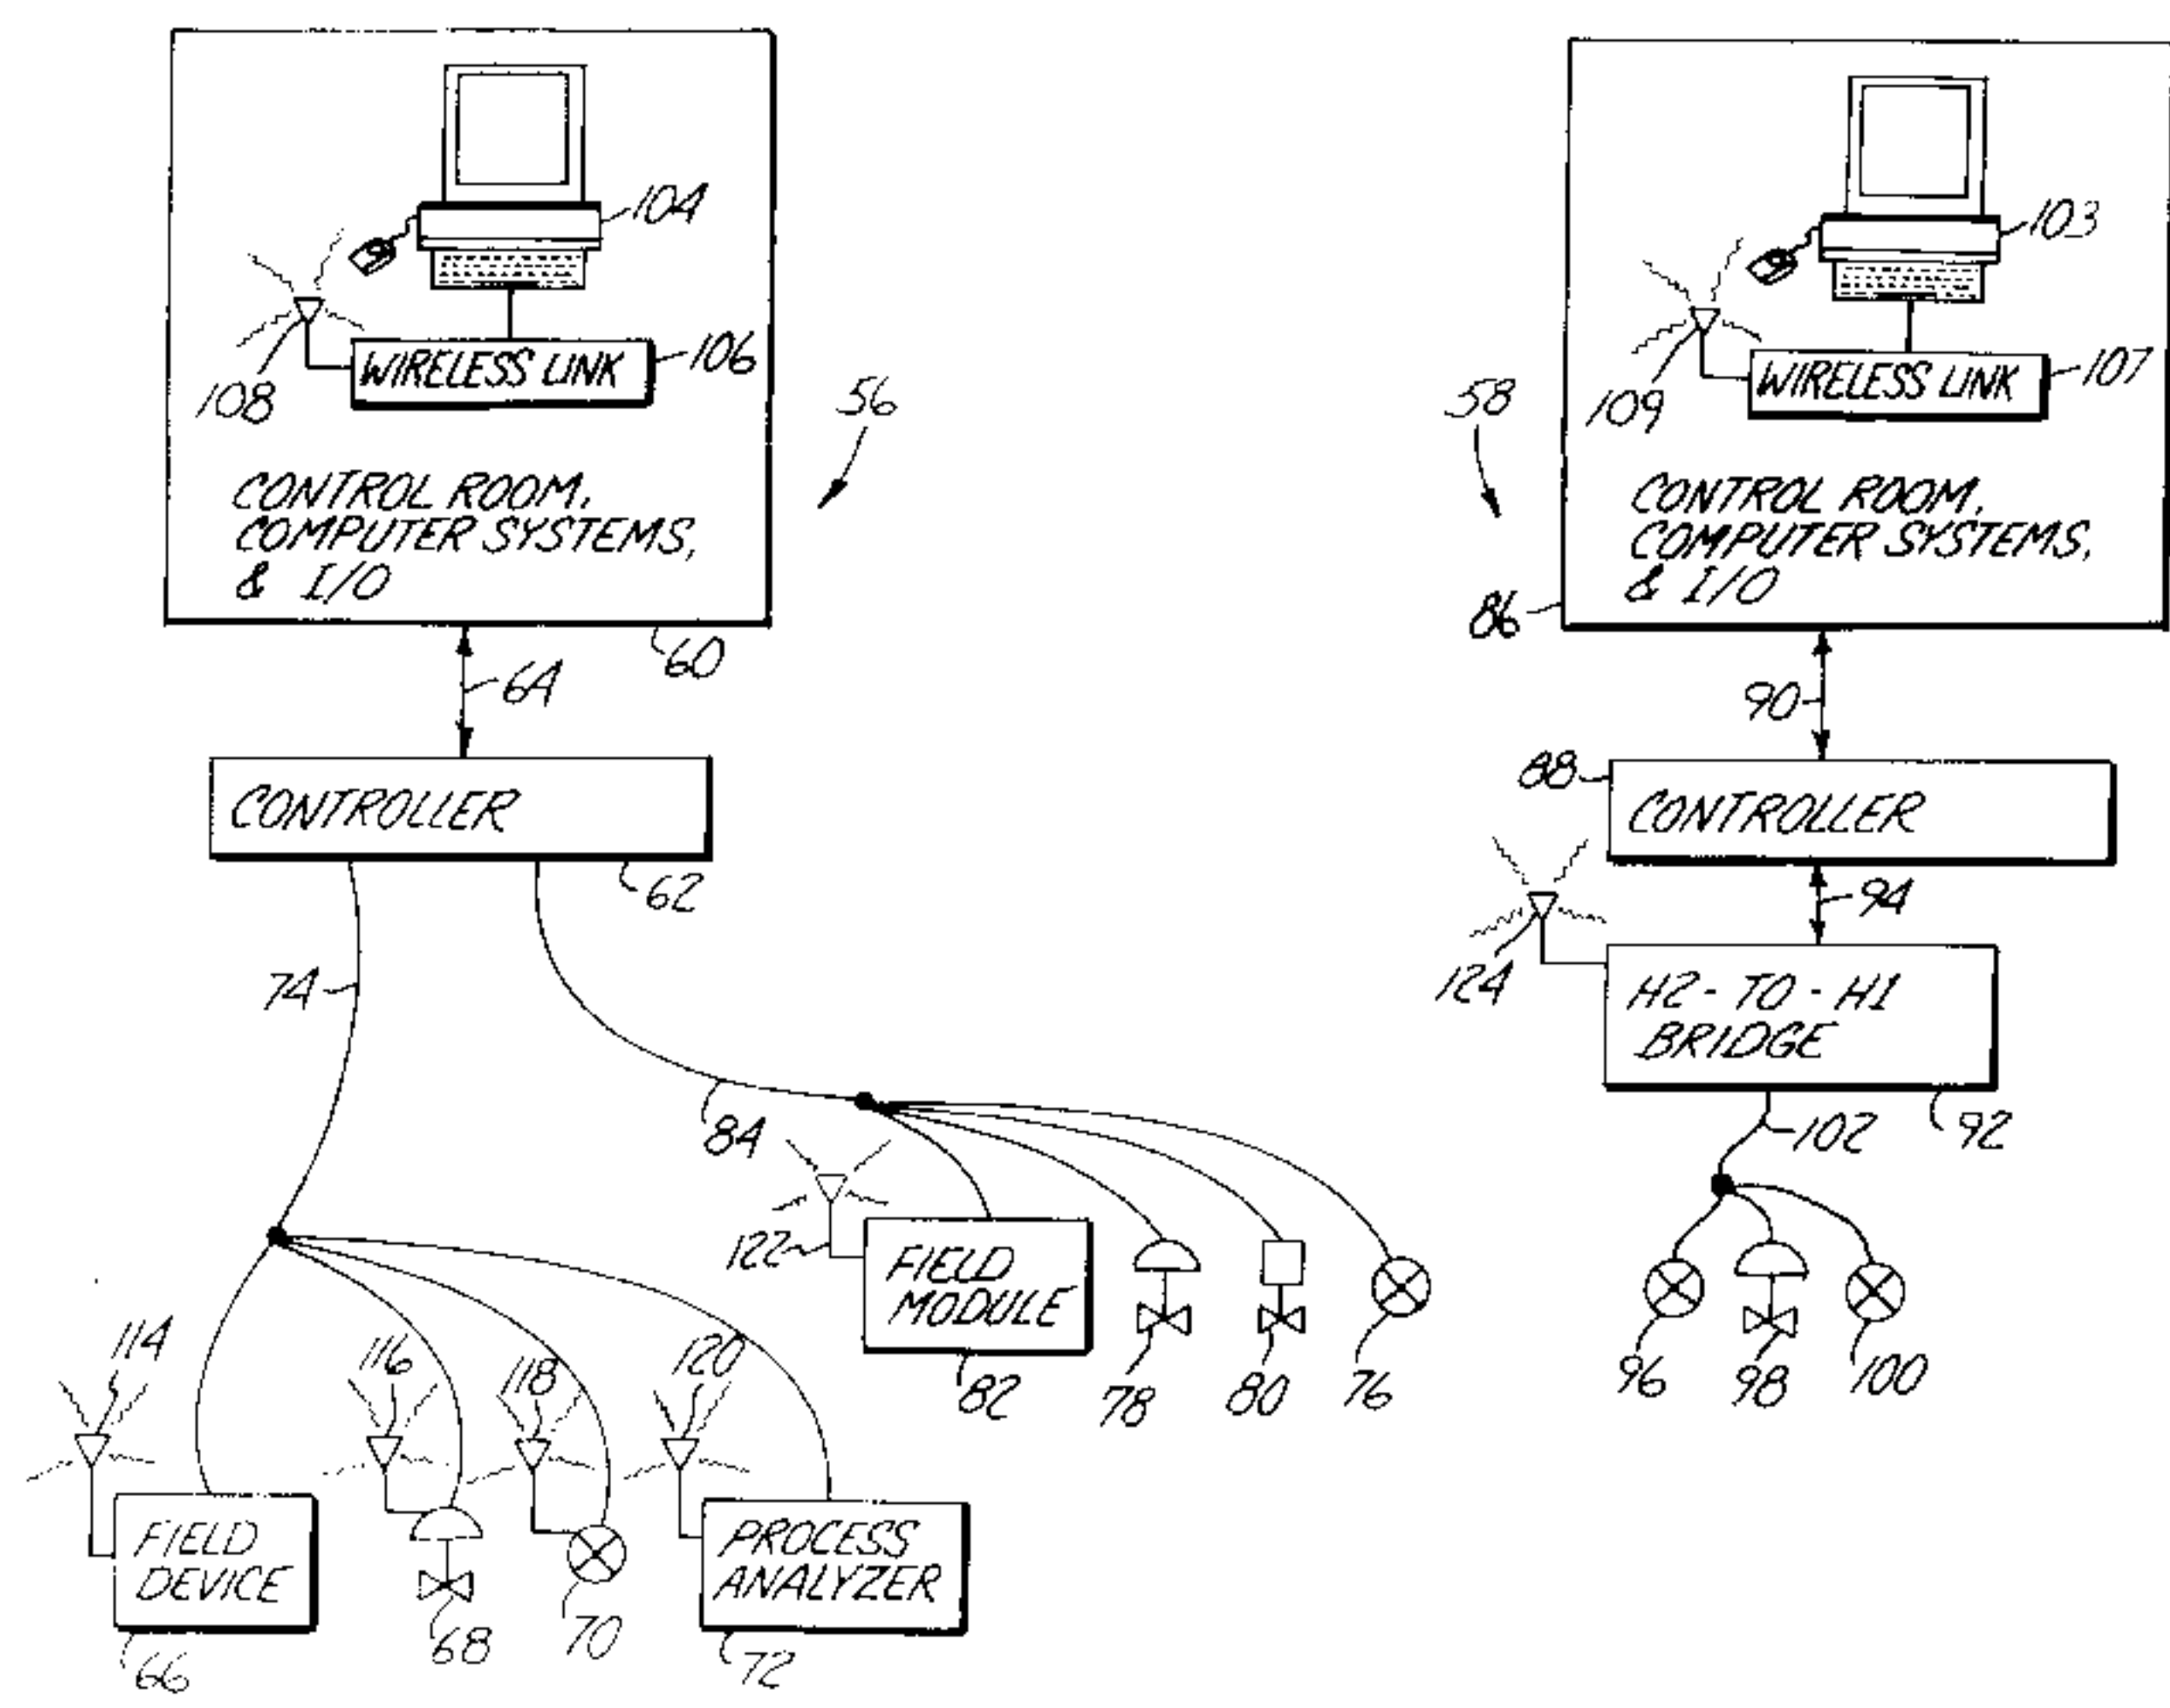 104
WIRELESS LINK
106
108
56
CONTROL ROOM,
COMPUTER SYSTEMS,
& I/O
60
64
CONTROLLER
62
74
84
122
FIELD
MODULE
82
78
80
76
114
116
118
120
FIELD
DEVICE
66
68
70
PROCESS
ANALYZER
72
103
WIRELESS LINK
107
109
58
CONTROL ROOM,
COMPUTER SYSTEMS,
& I/O
86
90
88
CONTROLLER
94
124
H2-TO-H1
BRIDGE
92
102
96
98
100